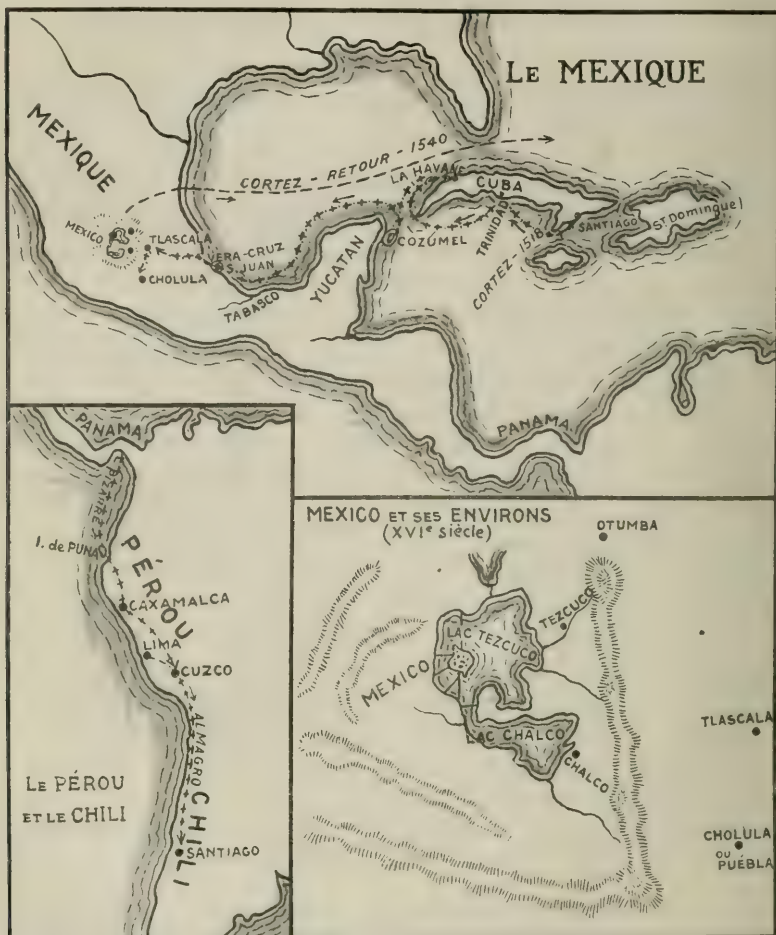 LE MEXIQUE
MEXIQUE
CORTEZ - RETOUR - 1540
LA HAVANE
CUBA
MEXICO
TLASCALA
VERA-CRUZ
S. JUAN
CHOLULA
TABASCO
YUCATAN
COZUMEL
TRINIDAD
CORTEZ - 1518
SANTIAGO
St. Domingue
PANAMA
PANAMA
PIZARRE
I. de PUNA
PÉROU
CAXAMALCA
LIMA
CUZCO
ALMAGRO
CHILI
SANTIAGO
LE PÉROU
ET LE CHILI
MEXICO ET SES ENVIRONS
(XVIe siècle)
OTUMBA
TEZCUCO
LAC TEZCUCO
MEXICO
LAC CHALCO
CHALCO
TLASCALA
CHOLULA
OU
PUÉBLA